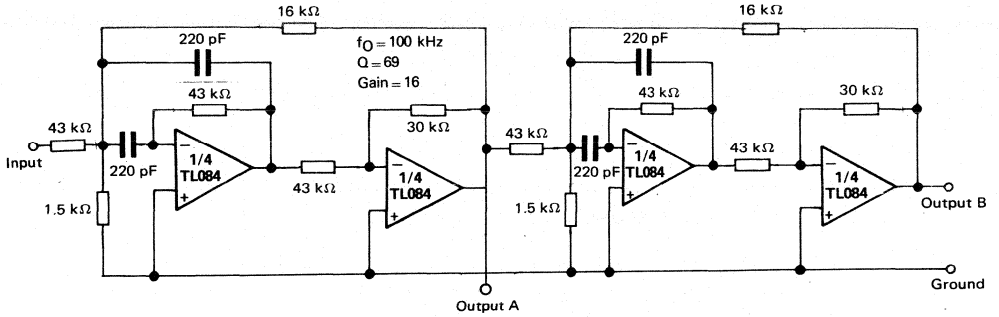 16 kΩ
220 pF
f_O = 100 kHz
Q = 69
Gain = 16
43 kΩ
30 kΩ
43 kΩ
Input
220 pF
1/4
TL084
−
+
43 kΩ
1/4
TL084
−
+
1.5 kΩ
Output A
16 kΩ
220 pF
43 kΩ
30 kΩ
43 kΩ
220 pF
1/4
TL084
−
+
43 kΩ
1/4
TL084
−
+
1.5 kΩ
Output B
Ground